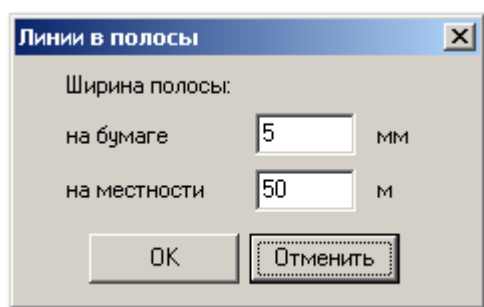 Линии в полосы
Ширина полосы:
на бумаге 5 мм
на местности 50 м
OK Отменить